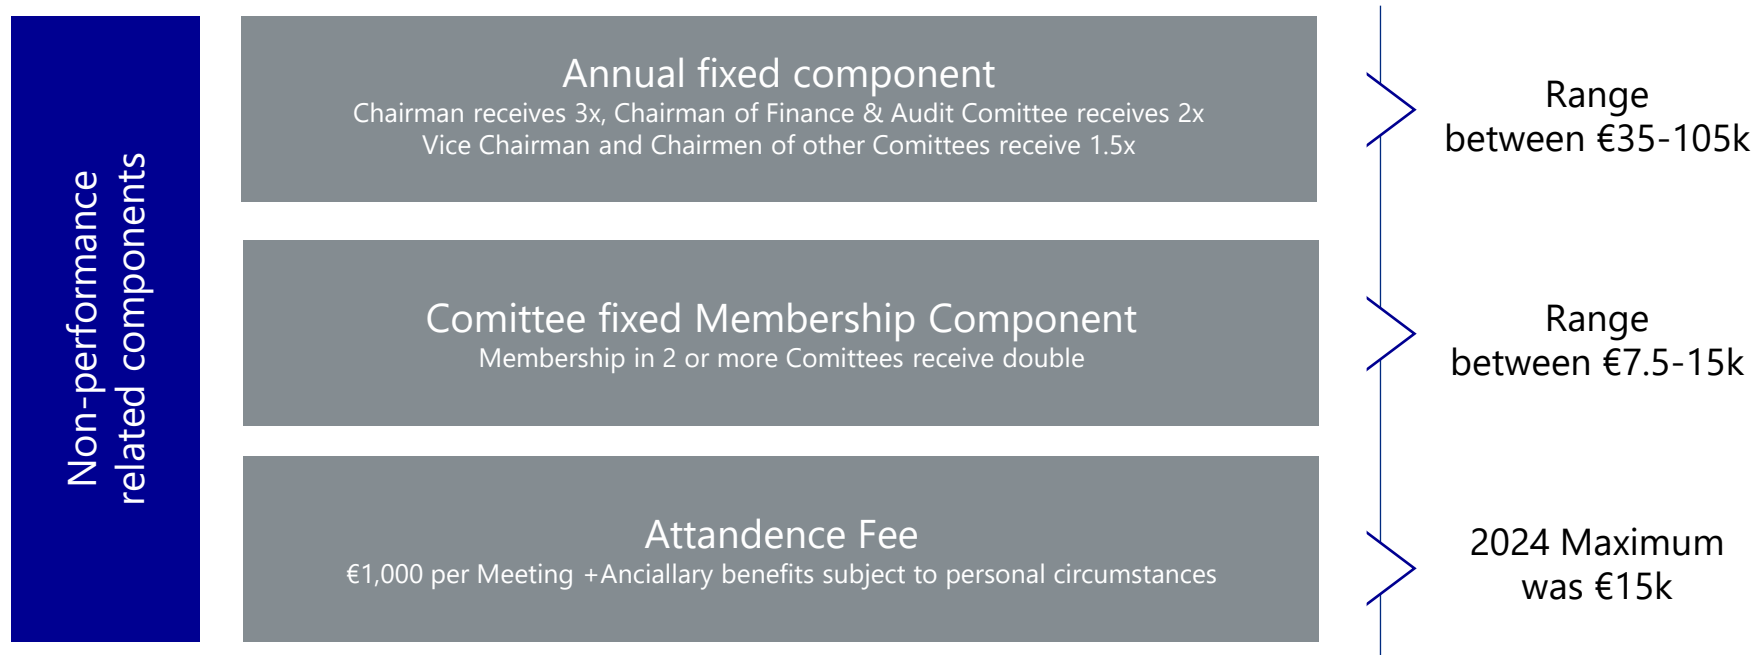 Non-performance
related components
Annual fixed component
Chairman receives 3x, Chairman of Finance & Audit Comittee receives 2x
Vice Chairman and Chairmen of other Comittees receive 1.5x
Range
between €35-105k
Comittee fixed Membership Component
Membership in 2 or more Comittees receive double
Range
between €7.5-15k
Attandence Fee
€1,000 per Meeting +Anciallary benefits subject to personal circumstances
2024 Maximum
was €15k